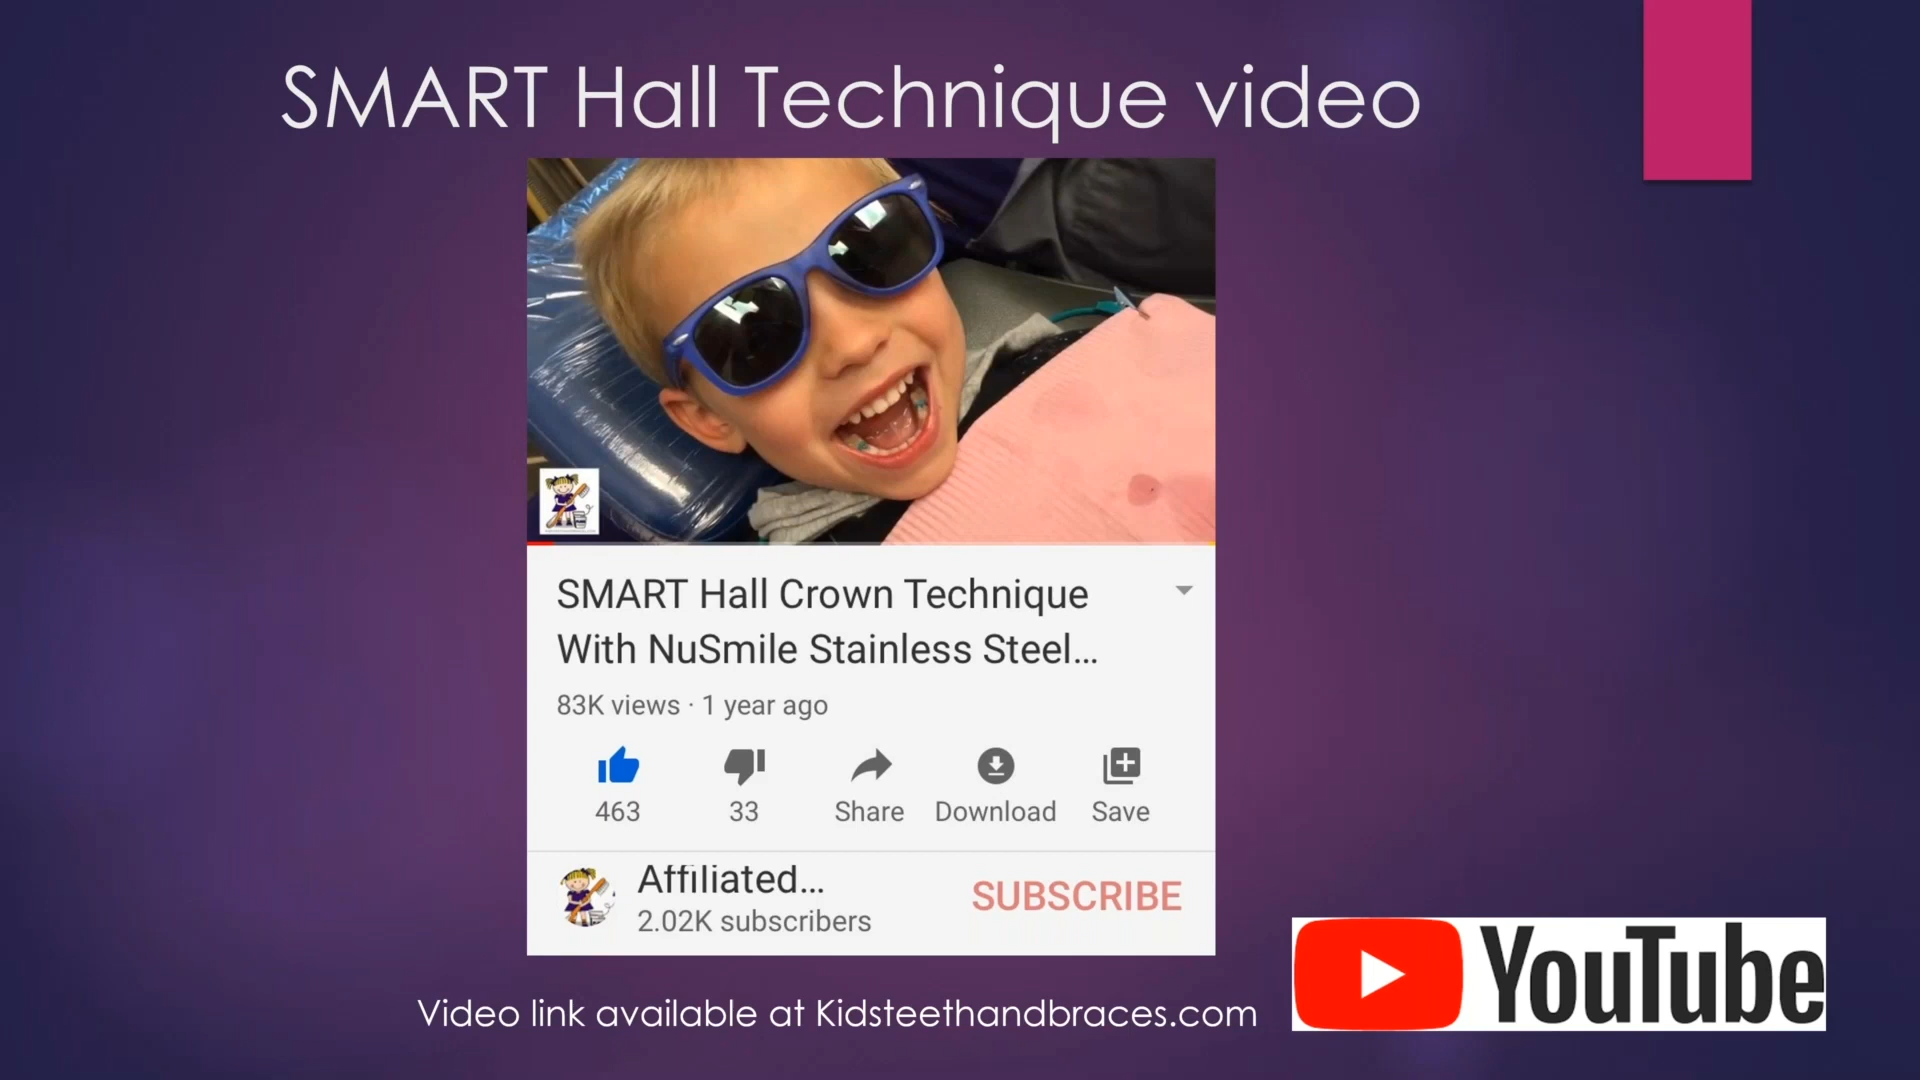 SMART Hall Technique video
SMART Hall Crown Technique
With NuSmile Stainless Steel...
83K views · 1 year ago
463
33
Share
Download
Save
Affiliated...
2.02K subscribers
SUBSCRIBE
Video link available at Kidsteethandbraces.com
YouTube